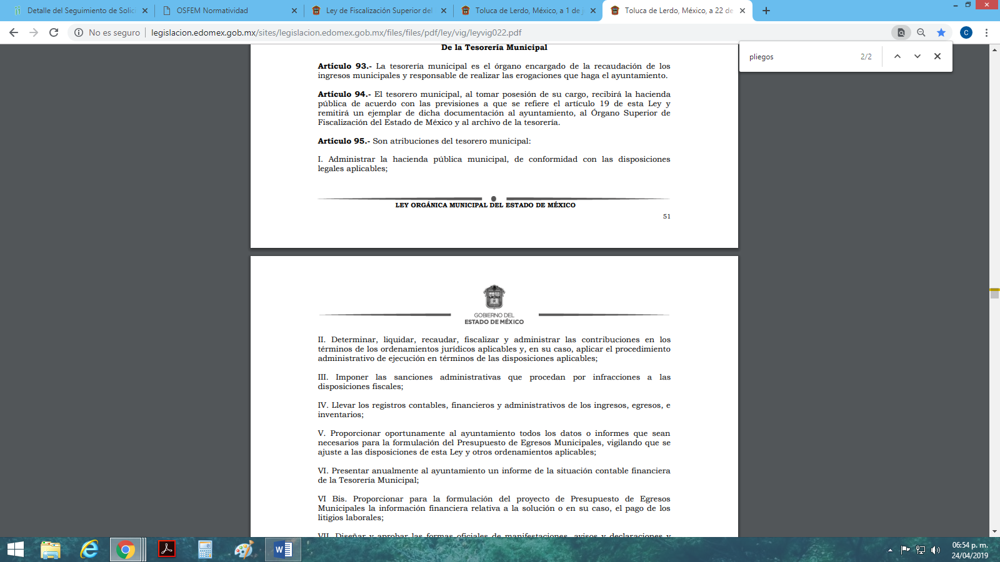 Detalle del Seguimiento de Solici
OSFEM Normatividad
Ley de Fiscalización Superior del
Toluca de Lerdo, México, a 1 de j
Toluca de Lerdo, México, a 22 de
No es seguro
legislacion.edomex.gob.mx/sites/legislacion.edomex.gob.mx/files/files/pdf/ley/vig/leyvig022.pdf
C
pliegos
2/2
De la Tesorería Municipal
Artículo 93.- La tesorería municipal es el órgano encargado de la recaudación de los
ingresos municipales y responsable de realizar las erogaciones que haga el ayuntamiento.
Artículo 94.- El tesorero municipal, al tomar posesión de su cargo, recibirá la hacienda
pública de acuerdo con las previsiones a que se refiere el artículo 19 de esta Ley y
remitirá un ejemplar de dicha documentación al ayuntamiento, al Órgano Superior de
Fiscalización del Estado de México y al archivo de la tesorería.
Artículo 95.- Son atribuciones del tesorero municipal:
I. Administrar la hacienda pública municipal, de conformidad con las disposiciones
legales aplicables;
LEY ORGÁNICA MUNICIPAL DEL ESTADO DE MÉXICO
51
GOBIERNO DEL
ESTADO DE MÉXICO
II. Determinar, liquidar, recaudar, fiscalizar y administrar las contribuciones en los
términos de los ordenamientos jurídicos aplicables y, en su caso, aplicar el procedimiento
administrativo de ejecución en términos de las disposiciones aplicables;
III. Imponer las sanciones administrativas que procedan por infracciones a las
disposiciones fiscales;
IV. Llevar los registros contables, financieros y administrativos de los ingresos, egresos, e
inventarios;
V. Proporcionar oportunamente al ayuntamiento todos los datos o informes que sean
necesarios para la formulación del Presupuesto de Egresos Municipales, vigilando que se
ajuste a las disposiciones de esta Ley y otros ordenamientos aplicables;
VI. Presentar anualmente al ayuntamiento un informe de la situación contable financiera
de la Tesorería Municipal;
VI Bis. Proporcionar para la formulación del proyecto de Presupuesto de Egresos
Municipales la información financiera relativa a la solución o en su caso, el pago de los
litigios laborales;
VII. Diseñar y aprobar las formas oficiales de manifestaciones, avisos y declaraciones y
06:54 p. m.
24/04/2019